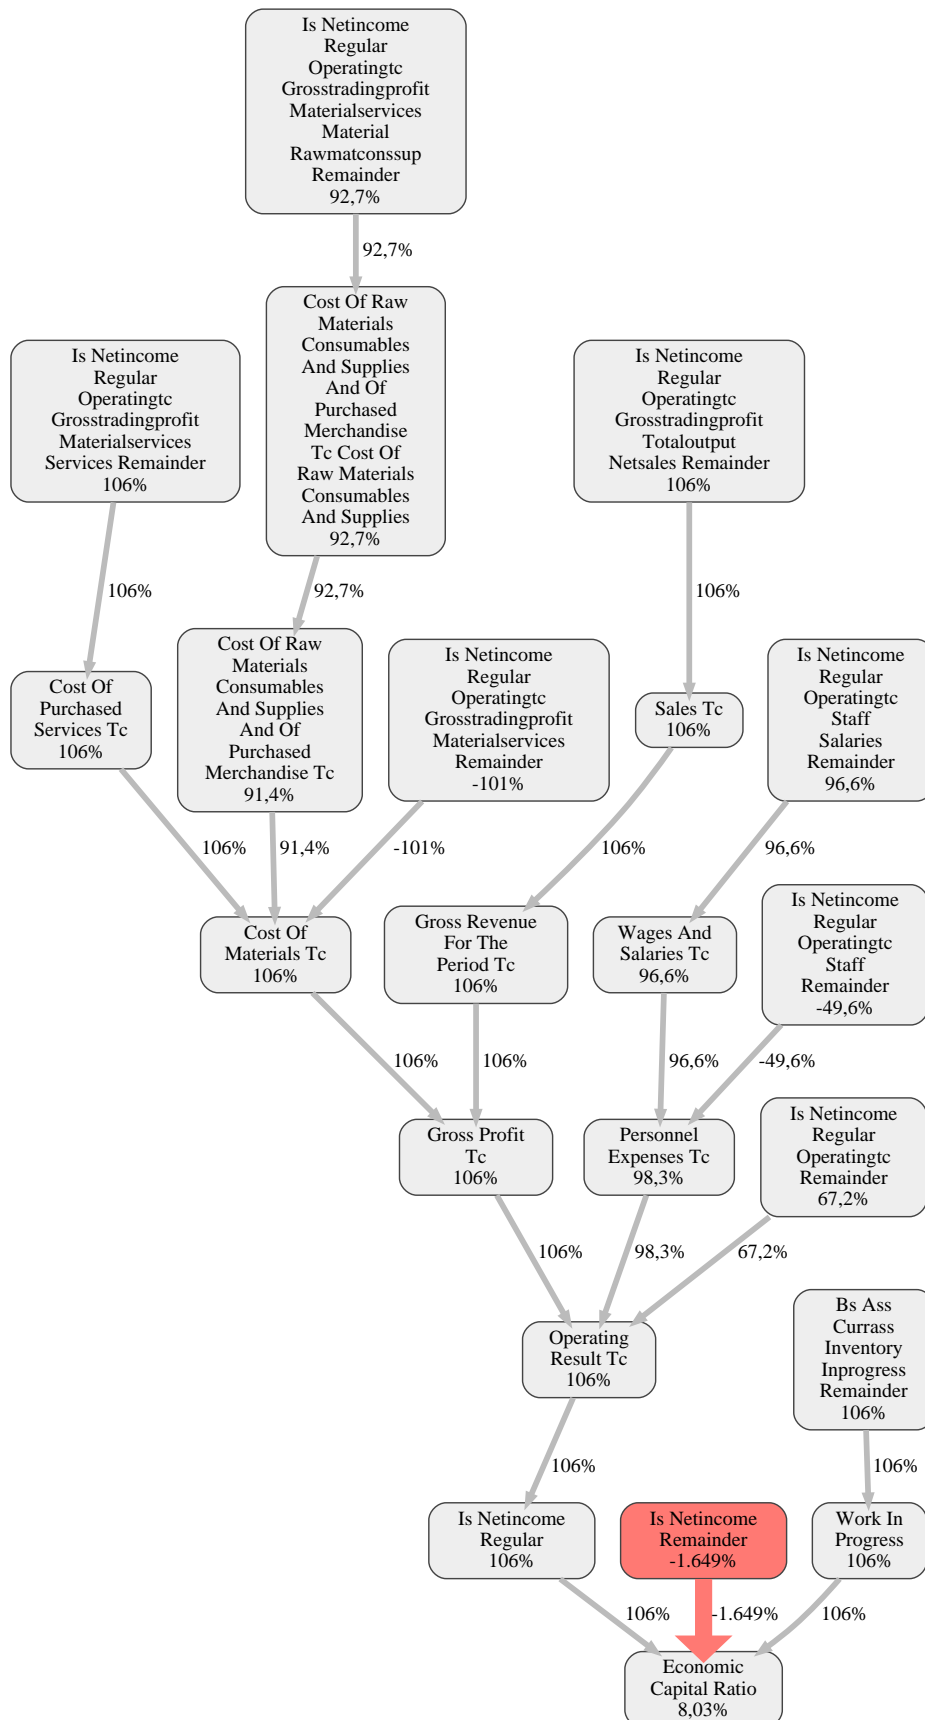 Is Netincome
Regular
Operatingtc
Grosstradingprofit
Materialservices
Material
Rawmatconssup
Remainder
92,7%
92,7%
Cost Of Raw
Materials
Consumables
And Supplies
And Of
Purchased
Merchandise
Tc Cost Of
Raw Materials
Consumables
And Supplies
92,7%
Is Netincome
Regular
Operatingtc
Grosstradingprofit
Materialservices
Services Remainder
106%
Is Netincome
Regular
Operatingtc
Grosstradingprofit
Totaloutput
Netsales Remainder
106%
106%
92,7%
106%
Cost Of
Purchased
Services Tc
106%
Cost Of Raw
Materials
Consumables
And Supplies
And Of
Purchased
Merchandise Tc
91,4%
Is Netincome
Regular
Operatingtc
Grosstradingprofit
Materialservices
Remainder
-101%
Sales Tc
106%
Is Netincome
Regular
Operatingtc
Staff
Salaries
Remainder
96,6%
106%
91,4%
-101%
106%
96,6%
Cost Of
Materials Tc
106%
Gross Revenue
For The
Period Tc
106%
Wages And
Salaries Tc
96,6%
Is Netincome
Regular
Operatingtc
Staff
Remainder
-49,6%
106%
106%
96,6%
-49,6%
Gross Profit
Tc
106%
Personnel
Expenses Tc
98,3%
Is Netincome
Regular
Operatingtc
Remainder
67,2%
106%
98,3%
67,2%
Operating
Result Tc
106%
Bs Ass
Currass
Inventory
Inprogress
Remainder
106%
106%
106%
Is Netincome
Regular
106%
Is Netincome
Remainder
-1.649%
Work In
Progress
106%
106%
-1.649%
106%
Economic
Capital Ratio
8,03%